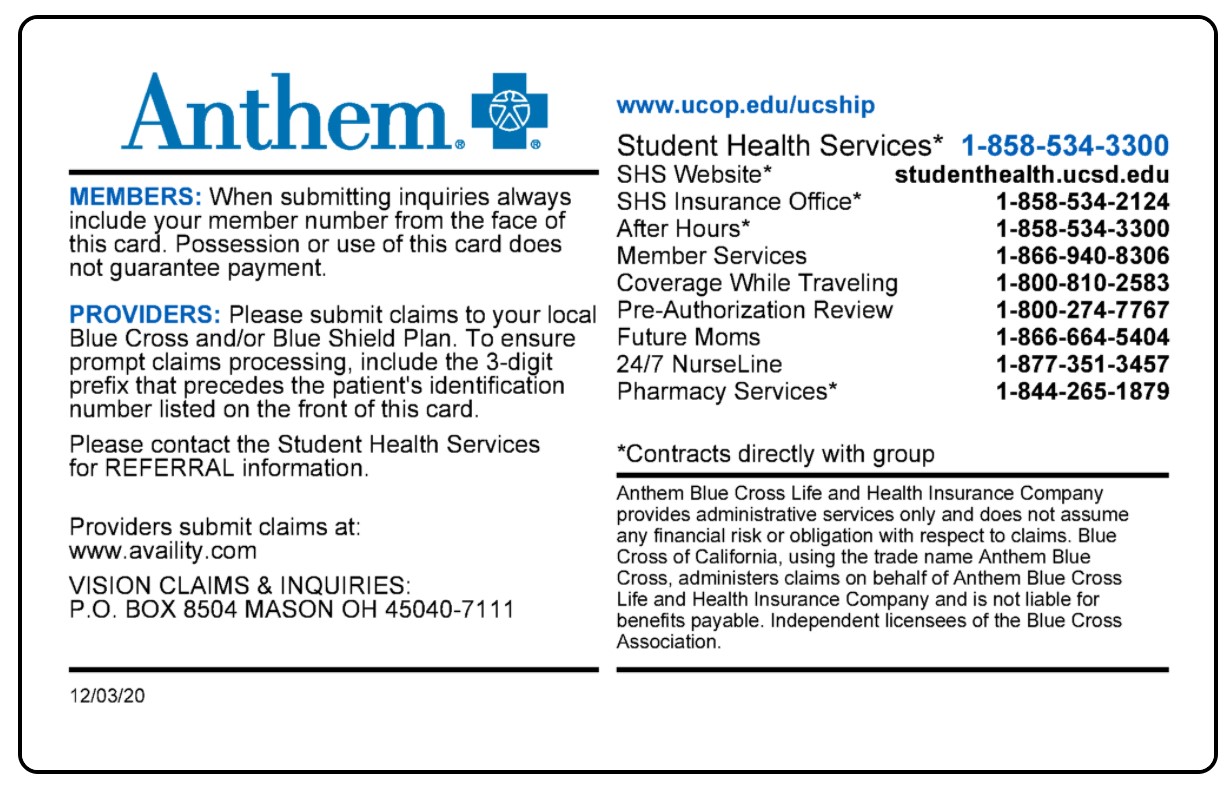 Anthem®
MEMBERS: When submitting inquiries always
include your member number from the face of
this card. Possession or use of this card does
not guarantee payment.
PROVIDERS: Please submit claims to your local
Blue Cross and/or Blue Shield Plan. To ensure
prompt claims processing, include the 3-digit
prefix that precedes the patient's identification
number listed on the front of this card.
Please contact the Student Health Services
for REFERRAL information.
Providers submit claims at:
www.availity.com
VISION CLAIMS & INQUIRIES:
P.O. BOX 8504 MASON OH 45040-7111
12/03/20
www.ucop.edu/ucship
Student Health Services* 1-858-534-3300
SHS Website* studenthealth.ucsd.edu
SHS Insurance Office* 1-858-534-2124
After Hours* 1-858-534-3300
Member Services 1-866-940-8306
Coverage While Traveling 1-800-810-2583
Pre-Authorization Review 1-800-274-7767
Future Moms 1-866-664-5404
24/7 NurseLine 1-877-351-3457
Pharmacy Services* 1-844-265-1879
*Contracts directly with group
Anthem Blue Cross Life and Health Insurance Company
provides administrative services only and does not assume
any financial risk or obligation with respect to claims. Blue
Cross of California, using the trade name Anthem Blue
Cross, administers claims on behalf of Anthem Blue Cross
Life and Health Insurance Company and is not liable for
benefits payable. Independent licensees of the Blue Cross
Association.